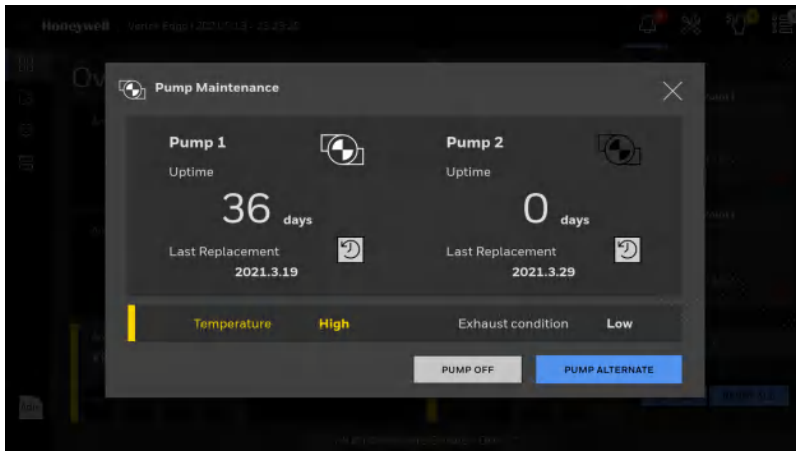 Honeywell
Pump Maintenance
Pump 1
Uptime
36 days
Last Replacement
2021.3.19
Pump 2
Uptime
0 days
Last Replacement
2021.3.29
Temperature High
Exhaust condition Low
PUMP OFF
PUMP ALTERNATE